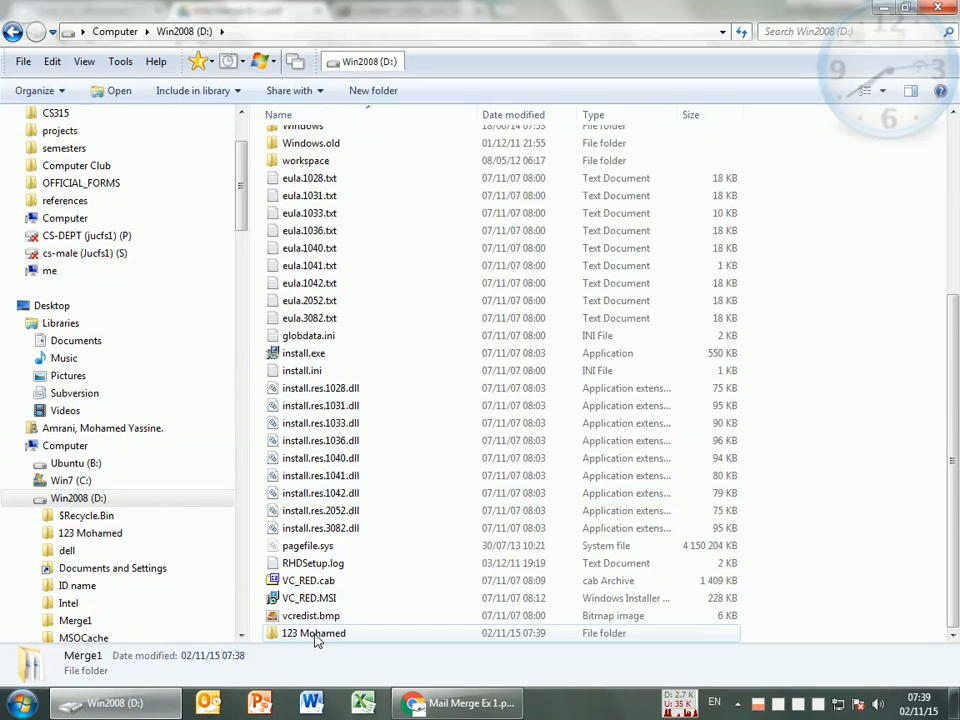 Computer ▸ Win2008 (D:) ▸
Search Win2008 (D:)
File Edit View Tools Help
Win2008 (D:)
Organize Open Include in library Share with New folder
Name Date modified Type Size
CS315
projects
semesters
Computer Club
OFFICIAL_FORMS
references
Computer
CS-DEPT (jucfs1) (P)
cs-male (Jucfs1) (S)
me
Desktop
Libraries
Documents
Music
Pictures
Subversion
Videos
Amrani, Mohamed Yassine.
Computer
Ubuntu (B:)
Win7 (C:)
Win2008 (D:)
$Recycle.Bin
123 Mohamed
dell
Documents and Settings
ID name
Intel
Merge1
MSOCache
Windows 18/06/14 07:53 File folder
Windows.old 01/12/11 21:55 File folder
workspace 08/05/12 06:17 File folder
eula.1028.txt 07/11/07 08:00 Text Document 18 KB
eula.1031.txt 07/11/07 08:00 Text Document 18 KB
eula.1033.txt 07/11/07 08:00 Text Document 10 KB
eula.1036.txt 07/11/07 08:00 Text Document 18 KB
eula.1040.txt 07/11/07 08:00 Text Document 18 KB
eula.1041.txt 07/11/07 08:00 Text Document 1 KB
eula.1042.txt 07/11/07 08:00 Text Document 18 KB
eula.2052.txt 07/11/07 08:00 Text Document 18 KB
eula.3082.txt 07/11/07 08:00 Text Document 18 KB
globdata.ini 07/11/07 08:00 INI File 2 KB
install.exe 07/11/07 08:03 Application 550 KB
install.ini 07/11/07 08:00 INI File 1 KB
install.res.1028.dll 07/11/07 08:03 Application extens... 75 KB
install.res.1031.dll 07/11/07 08:03 Application extens... 95 KB
install.res.1033.dll 07/11/07 08:03 Application extens... 90 KB
install.res.1036.dll 07/11/07 08:03 Application extens... 96 KB
install.res.1040.dll 07/11/07 08:03 Application extens... 94 KB
install.res.1041.dll 07/11/07 08:03 Application extens... 80 KB
install.res.1042.dll 07/11/07 08:03 Application extens... 79 KB
install.res.2052.dll 07/11/07 08:03 Application extens... 75 KB
install.res.3082.dll 07/11/07 08:03 Application extens... 95 KB
pagefile.sys 30/07/13 10:21 System file 4 150 204 KB
RHDSetup.log 03/12/11 19:19 Text Document 2 KB
VC_RED.cab 07/11/07 08:09 cab Archive 1 409 KB
VC_RED.MSI 07/11/07 08:12 Windows Installer ... 228 KB
vcredist.bmp 07/11/07 08:00 Bitmap image 6 KB
123 Mohamed 02/11/15 07:39 File folder
Merge1 Date modified: 02/11/15 07:38
File folder
12 3 6 9
Win2008 (D:)
Mail Merge Ex 1.p...
D: 2.7 K
U: 35 K
EN
07:39
02/11/15